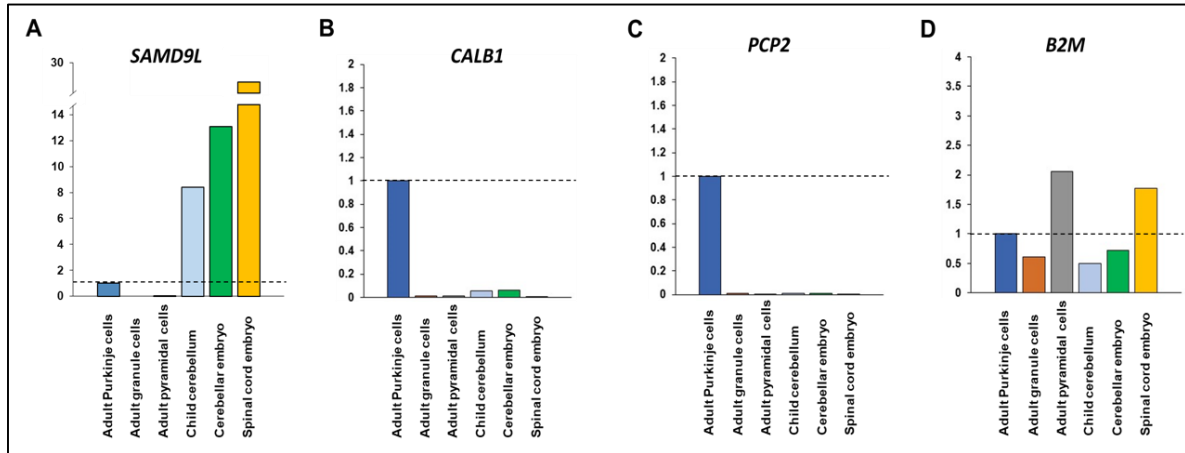 A
SAMD9L
30
14
12
10
8
6
4
2
0
Adult Purkinje cells
Adult granule cells
Adult pyramidal cells
Child cerebellum
Cerebellar embryo
Spinal cord embryo
B
CALB1
2
1.8
1.6
1.4
1.2
1
0.8
0.6
0.4
0.2
0
Adult Purkinje cells
Adult granule cells
Adult pyramidal cells
Child cerebellum
Cerebellar embryo
Spinal cord embryo
C
PCP2
2
1.8
1.6
1.4
1.2
1
0.8
0.6
0.4
0.2
0
Adult Purkinje cells
Adult granule cells
Adult pyramidal cells
Child cerebellum
Cerebellar embryo
Spinal cord embryo
D
B2M
4
3.5
3
2.5
2
1.5
1
0.5
0
Adult Purkinje cells
Adult granule cells
Adult pyramidal cells
Child cerebellum
Cerebellar embryo
Spinal cord embryo